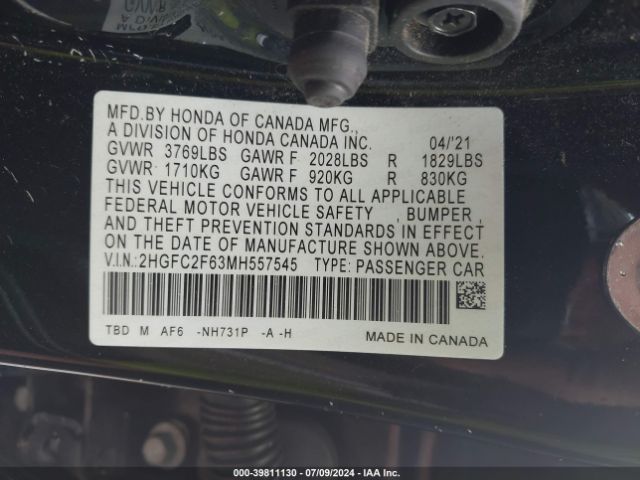 GVWR
A DIV
MFD.BY HONDA OF CANADA MFG.,
A DIVISION OF HONDA CANADA INC. 04/'21
GVWR 3769LBS GAWR F 2028LBS R 1829LBS
GVWR 1710KG GAWR F 920KG R 830KG
THIS VEHICLE CONFORMS TO ALL APPLICABLE
FEDERAL MOTOR VEHICLE SAFETY , BUMPER ,
AND THEFT PREVENTION STANDARDS IN EFFECT
ON THE DATE OF MANUFACTURE SHOWN ABOVE.
V.I.N.:2HGFC2F63MH557545 TYPE: PASSENGER CAR
TBD M AF6 -NH731P -A -H MADE IN CANADA
000-39811130 - 07/09/2024 - IAA Inc.